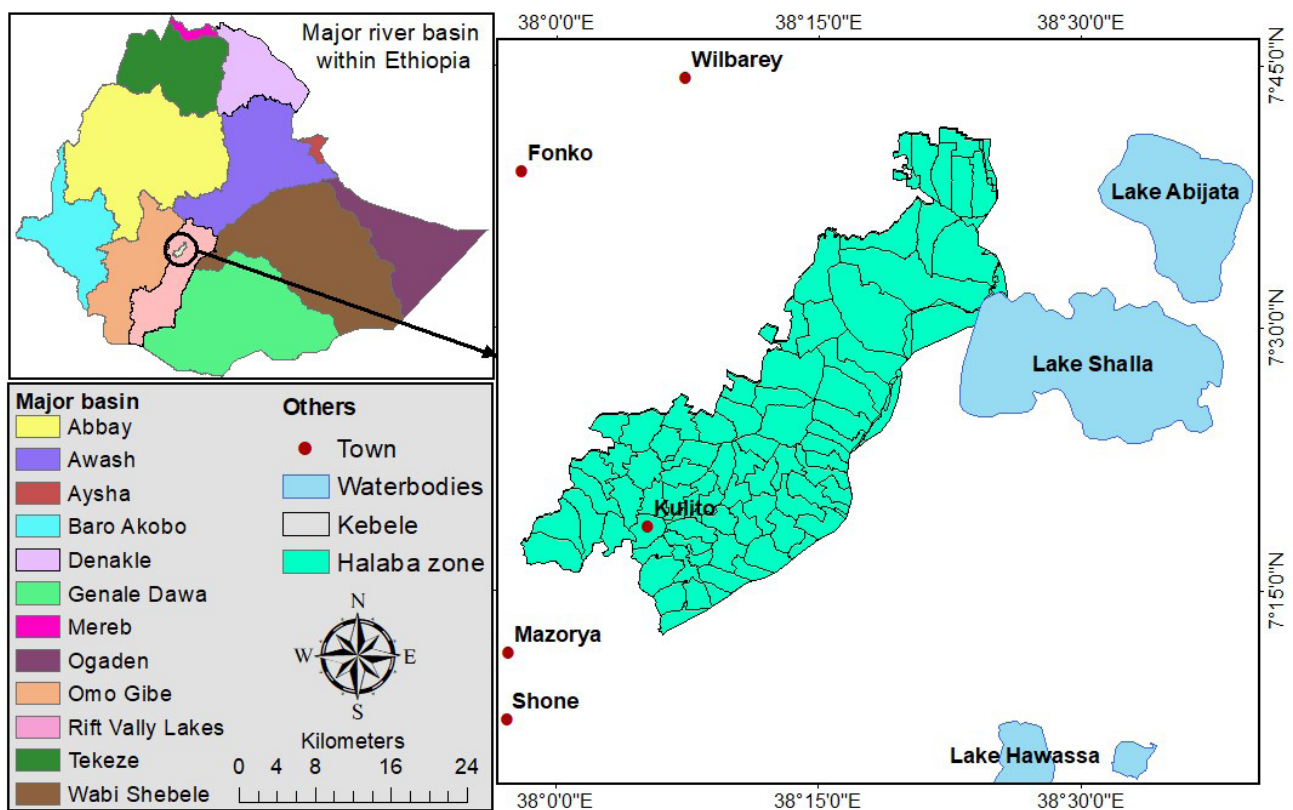 Major river basin
within Ethiopia
38°0'0"E
38°15'0"E
38°30'0"E
Wilbarey
7°45'0"N
Fonko
Lake Abijata
7°30'0"N
Lake Shalla
Kulito
7°15'0"N
Mazorya
Shone
Lake Hawassa
38°0'0"E
38°15'0"E
38°30'0"E
Major basin
Abbay
Awash
Aysha
Baro Akobo
Denakle
Genale Dawa
Mereb
Ogaden
Omo Gibe
Rift Vally Lakes
Tekeze
Wabi Shebele
Others
Town
Waterbodies
Kebele
Halaba zone
N
W
E
S
Kilometers
0 4 8 16 24